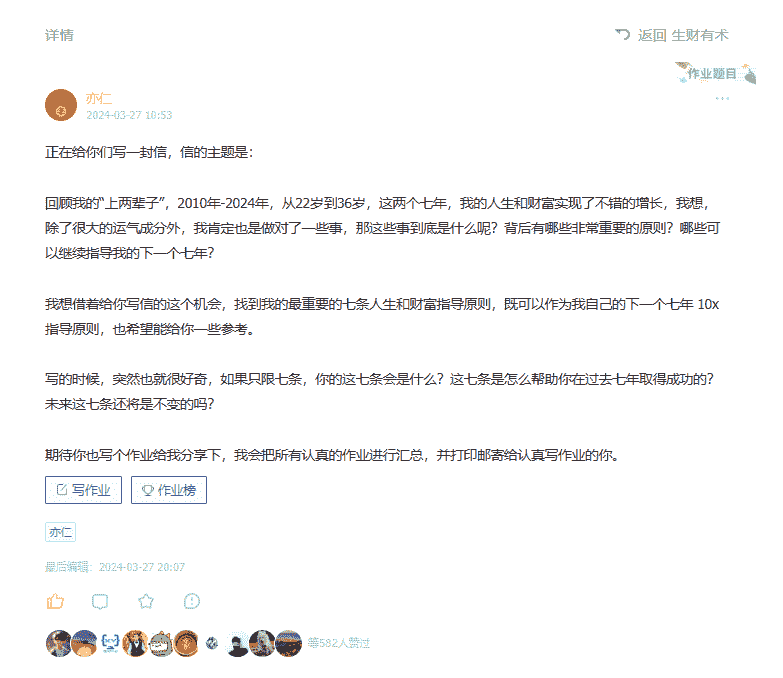 详情
返回 生财有术
作业题目
亦仁
2024-03-27 10:53
正在给你们写一封信，信的主题是：
回顾我的“上两辈子”，2010年-2024年，从22岁到36岁，这两个七年，我的人生和财富实现了不错的增长，我想，
除了很大的运气成分外，我肯定也是做对了一些事，那这些事到底是什么呢？背后有哪些非常重要的原则？哪些可
以继续指导我的下一个七年？
我想借着给你写信的这个机会，找到我的最重要的七条人生和财富指导原则，既可以作为我自己的下一个七年 10x
指导原则，也希望能给你一些参考。
写的时候，突然也就很好奇，如果只限七条，你的这七条会是什么？这七条是怎么帮助你在过去七年取得成功的？
未来这七条还将是不变的吗？
期待你也写个作业给我分享下，我会把所有认真的作业进行汇总，并打印邮寄给认真写作业的你。
写作业
作业榜
亦仁
最后编辑：2024-03-27 20:07
等582人赞过